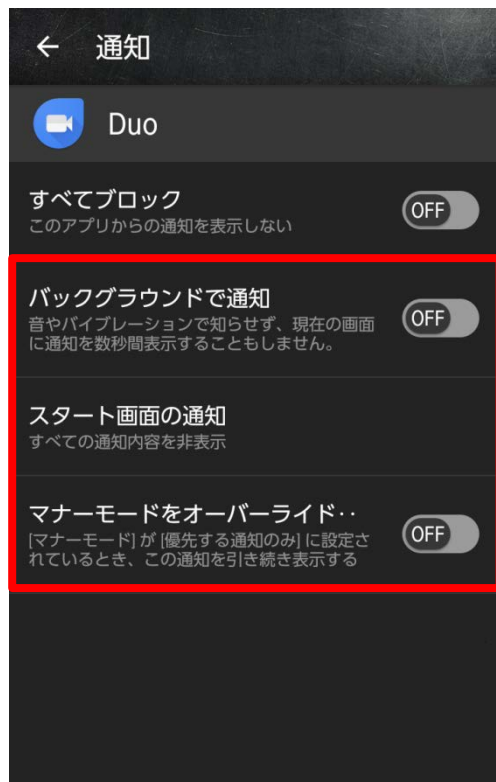 通知
Duo
すべてブロック
このアプリからの通知を表示しない
OFF
バックグラウンドで通知
音やバイブレーションで知らせず、現在の画面
に通知を数秒間表示することもしません。
OFF
スタート画面の通知
すべての通知内容を非表示
マナーモードをオーバーライド‥
[マナーモード] が [優先する通知のみ] に設定さ
れているとき、この通知を引き続き表示する
OFF